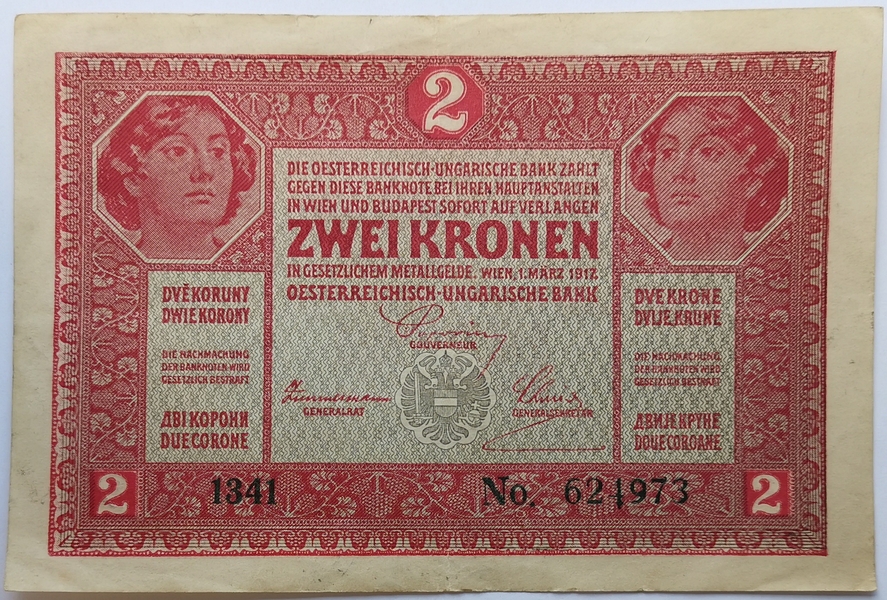 2
DIE OESTERREICHISCH-UNGARISCHE BANK ZAHLT
GEGEN DIESE BANKNOTE BEI IHREN HAUPTANSTALTEN
IN WIEN UND BUDAPEST SOFORT AUF VERLANGEN
ZWEI KRONEN
IN GESETZLICHEM METALLGELDE. WIEN, 1. MÄRZ 1917.
OESTERREICHISCH-UNGARISCHE BANK
GOUVERNEUR
Zimmermann
GENERALRAT
GENERALSEKRETÄR
DVĚ KORUNY
DWIE KORONY
DIE NACHMACHUNG
DER BANKNOTEN WIRD
GESETZLICH BESTRAFT
ДВІ КОРОНИ
DUE CORONE
DVE KRONE
DVIJE KRUNE
DIE NACHMACHUNG
DER BANKNOTEN WIRD
GESETZLICH BESTRAFT
ДВИЈЕ КРУНЕ
DOUE COROANE
2
1341
No. 624973
2